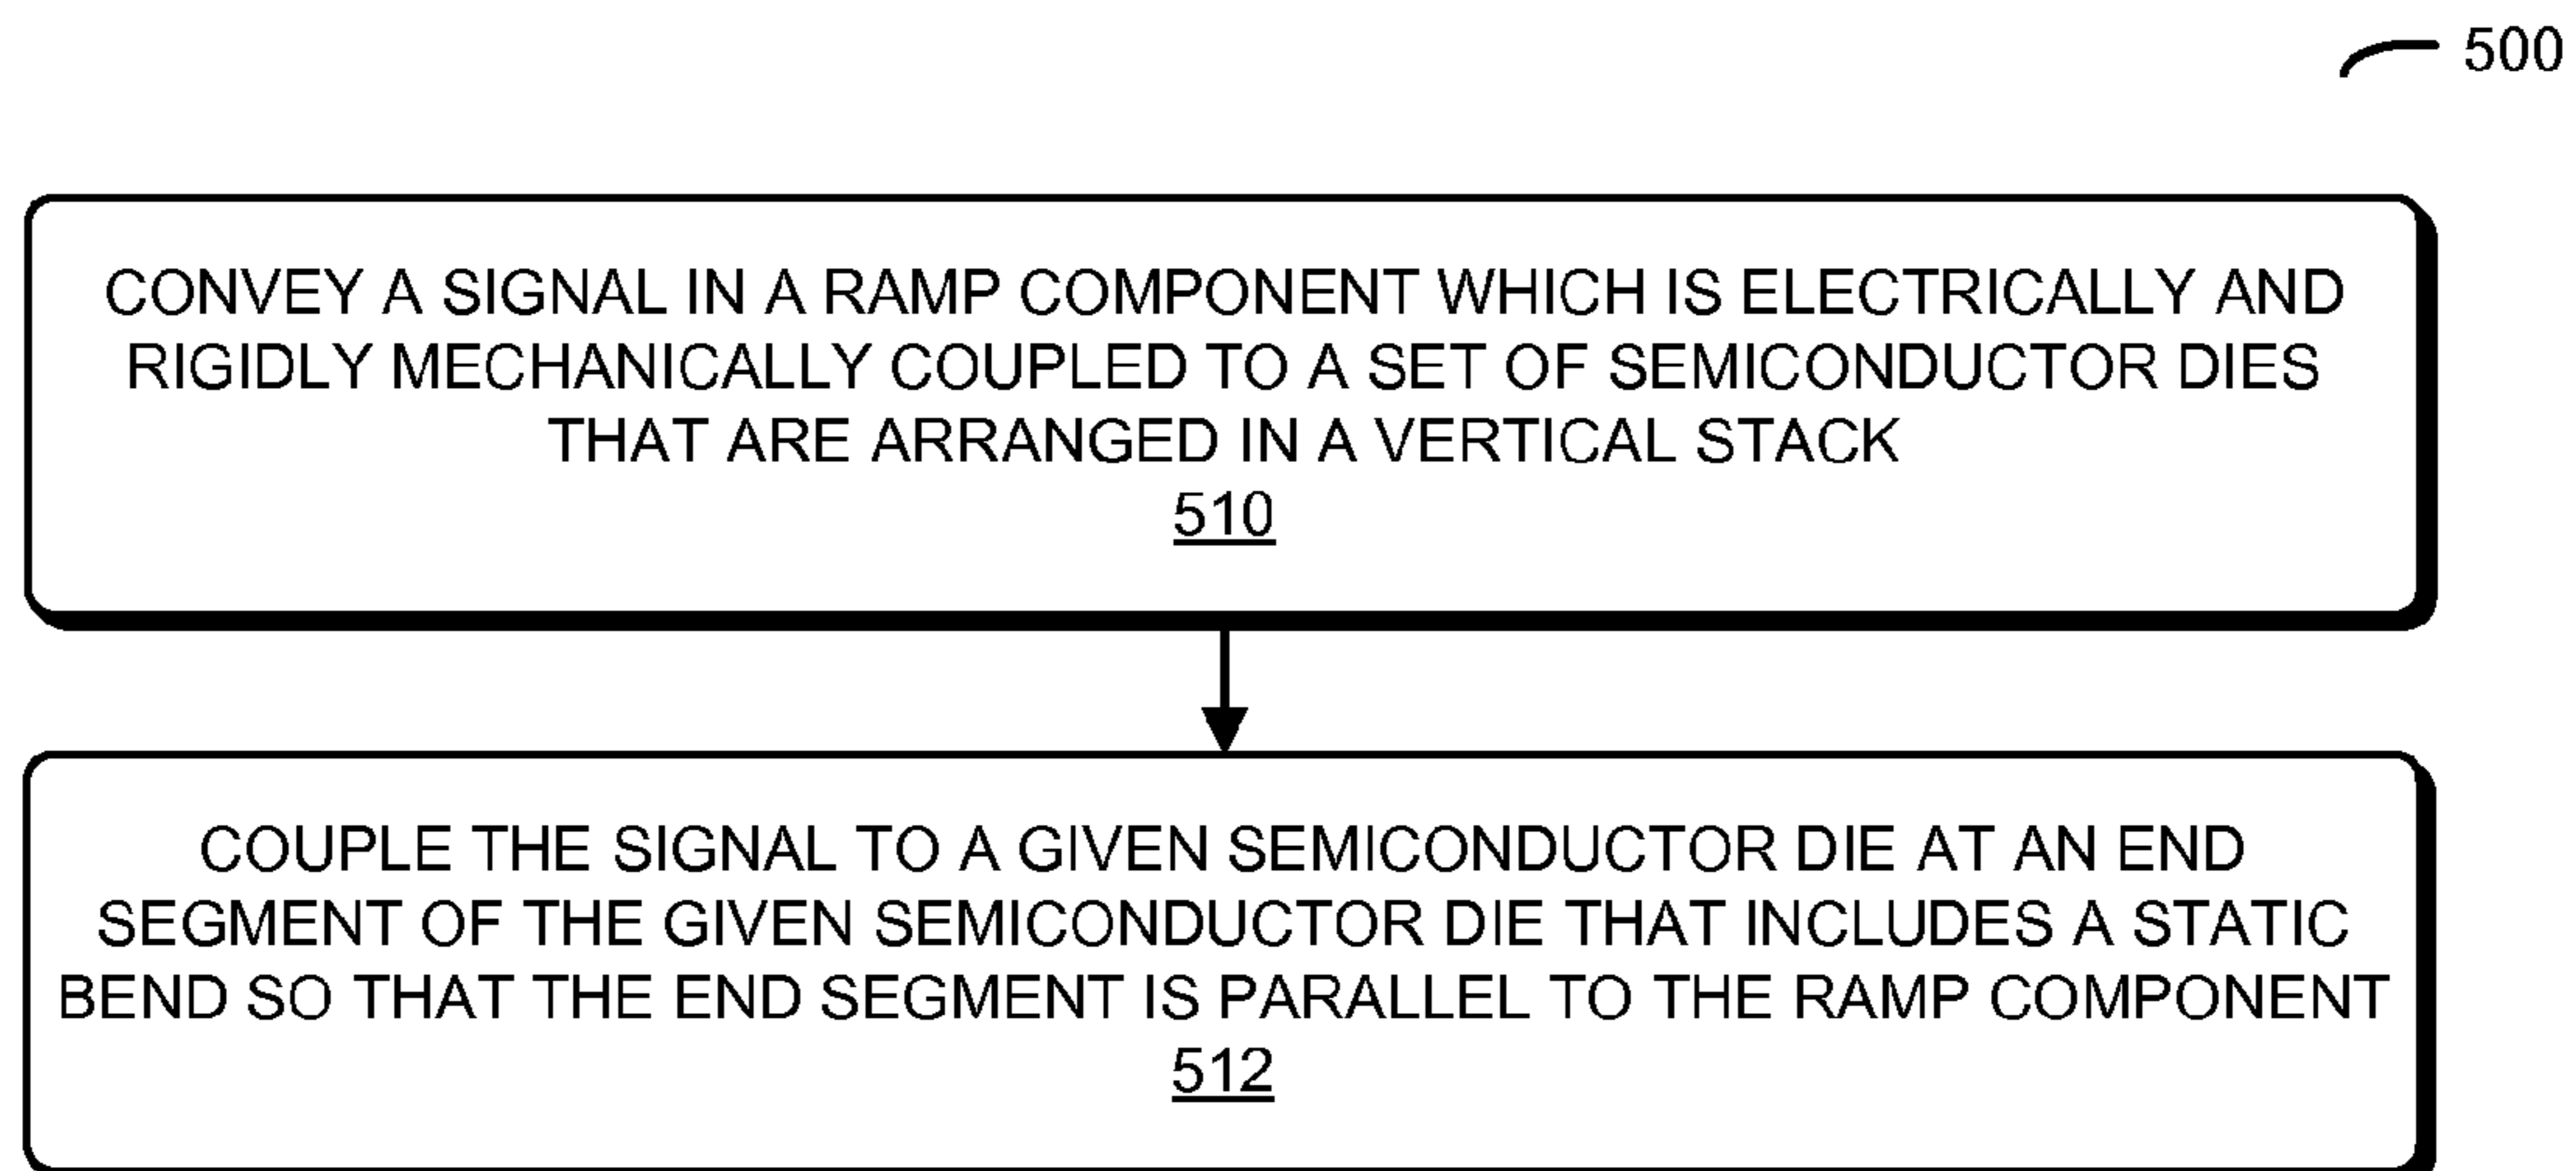 500
CONVEY A SIGNAL IN A RAMP COMPONENT WHICH IS ELECTRICALLY AND
RIGIDLY MECHANICALLY COUPLED TO A SET OF SEMICONDUCTOR DIES
THAT ARE ARRANGED IN A VERTICAL STACK
510
COUPLE THE SIGNAL TO A GIVEN SEMICONDUCTOR DIE AT AN END
SEGMENT OF THE GIVEN SEMICONDUCTOR DIE THAT INCLUDES A STATIC
BEND SO THAT THE END SEGMENT IS PARALLEL TO THE RAMP COMPONENT
512